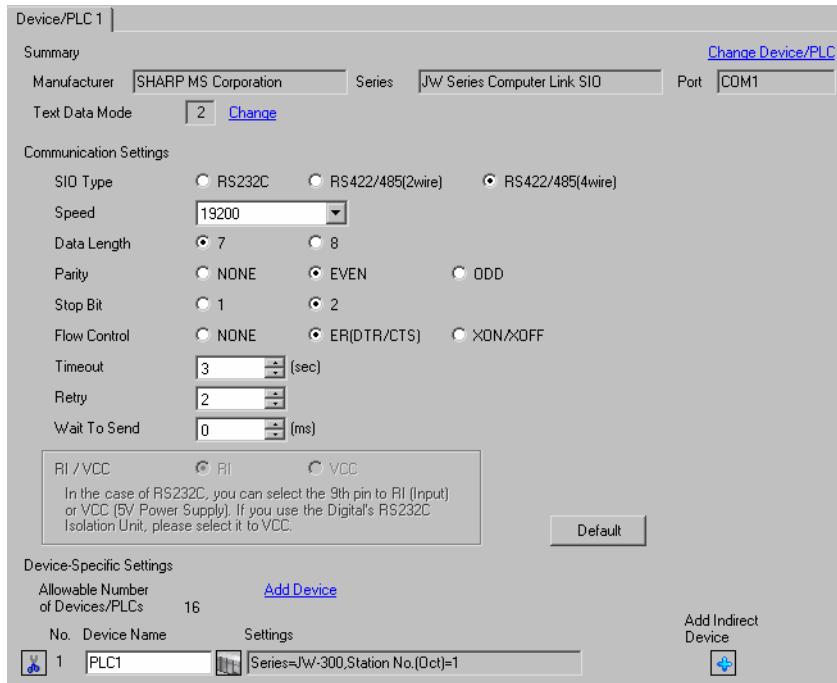 Device/PLC 1
Summary
Change Device/PLC
Manufacturer SHARP MS Corporation Series JW Series Computer Link SIO Port COM1
Text Data Mode 2 Change
Communication Settings
SIO Type RS232C RS422/485(2wire) RS422/485(4wire)
Speed 19200
Data Length 7 8
Parity NONE EVEN ODD
Stop Bit 1 2
Flow Control NONE ER(DTR/CTS) XON/XOFF
Timeout 3 (sec)
Retry 2
Wait To Send 0 (ms)
RI / VCC RI VCC
In the case of RS232C, you can select the 9th pin to RI (Input)
or VCC (5V Power Supply). If you use the Digital's RS232C
Isolation Unit, please select it to VCC.
Default
Device-Specific Settings
Allowable Number Add Device
of Devices/PLCs 16
Add Indirect
No. Device Name Settings Device
1 PLC1 Series=JW-300,Station No.(Oct)=1